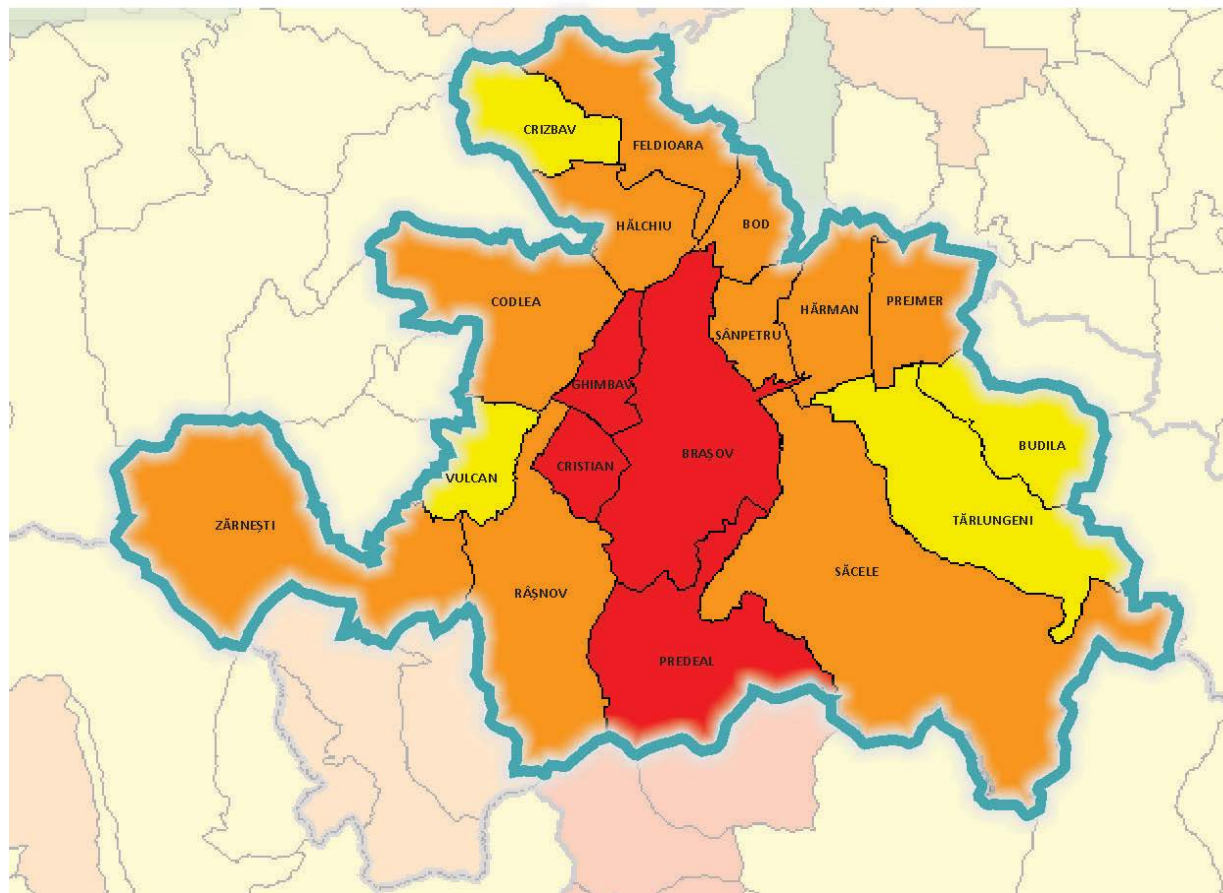 CRIZBAV
FELDIOARA
HĂLCHIU
BOD
CODLEA
HĂRMAN
PREJMER
SÂNPETRU
GHIMBAV
BRAȘOV
BUDILA
CRISTIAN
VULCAN
TĂRLUNGENI
ZĂRNEȘTI
SĂCELE
RÂȘNOV
PREDEAL